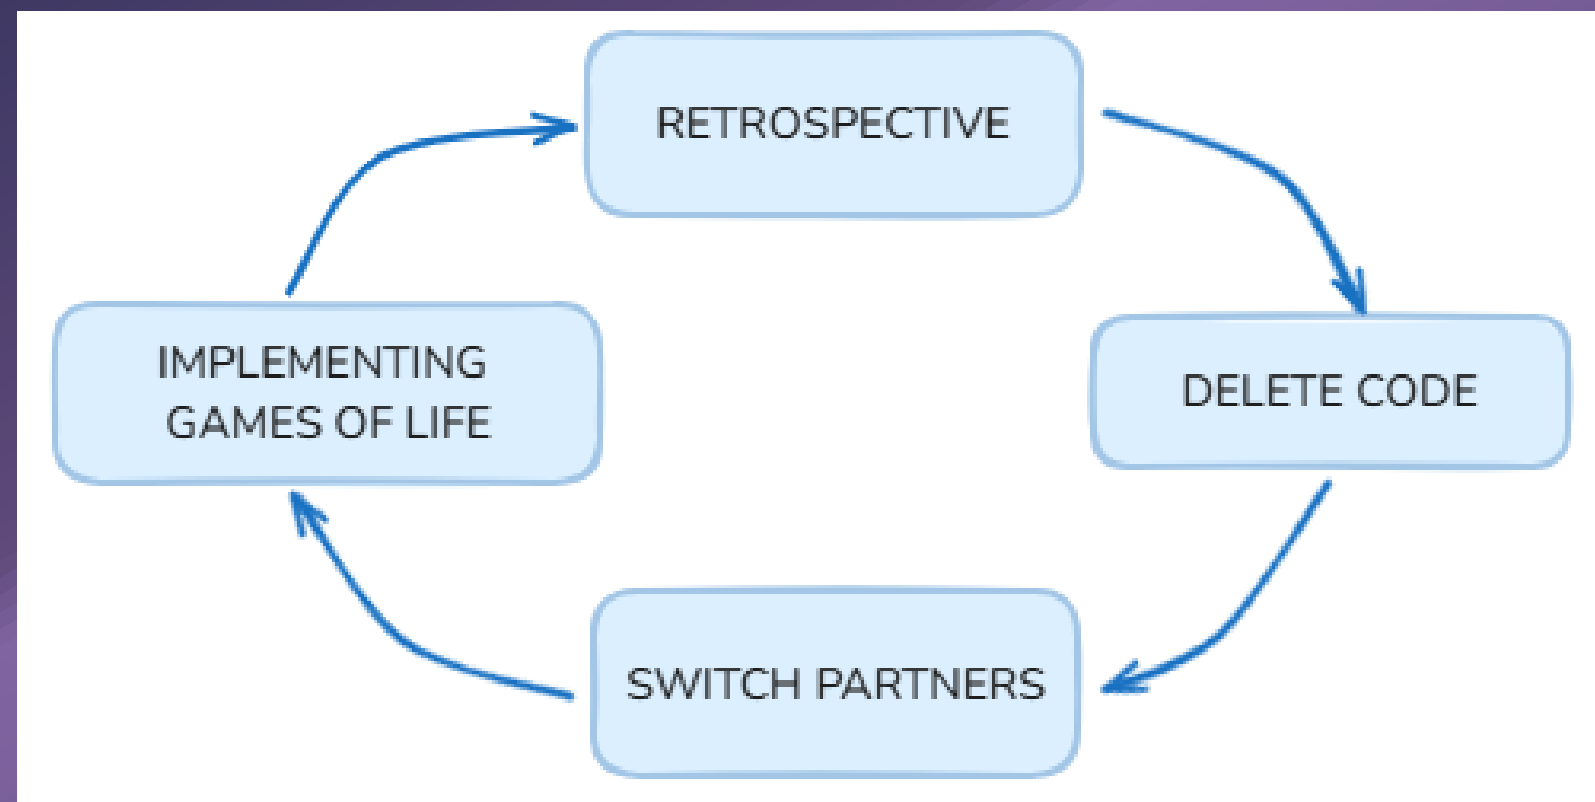 RETROSPECTIVE
IMPLEMENTING
GAMES OF LIFE
DELETE CODE
SWITCH PARTNERS